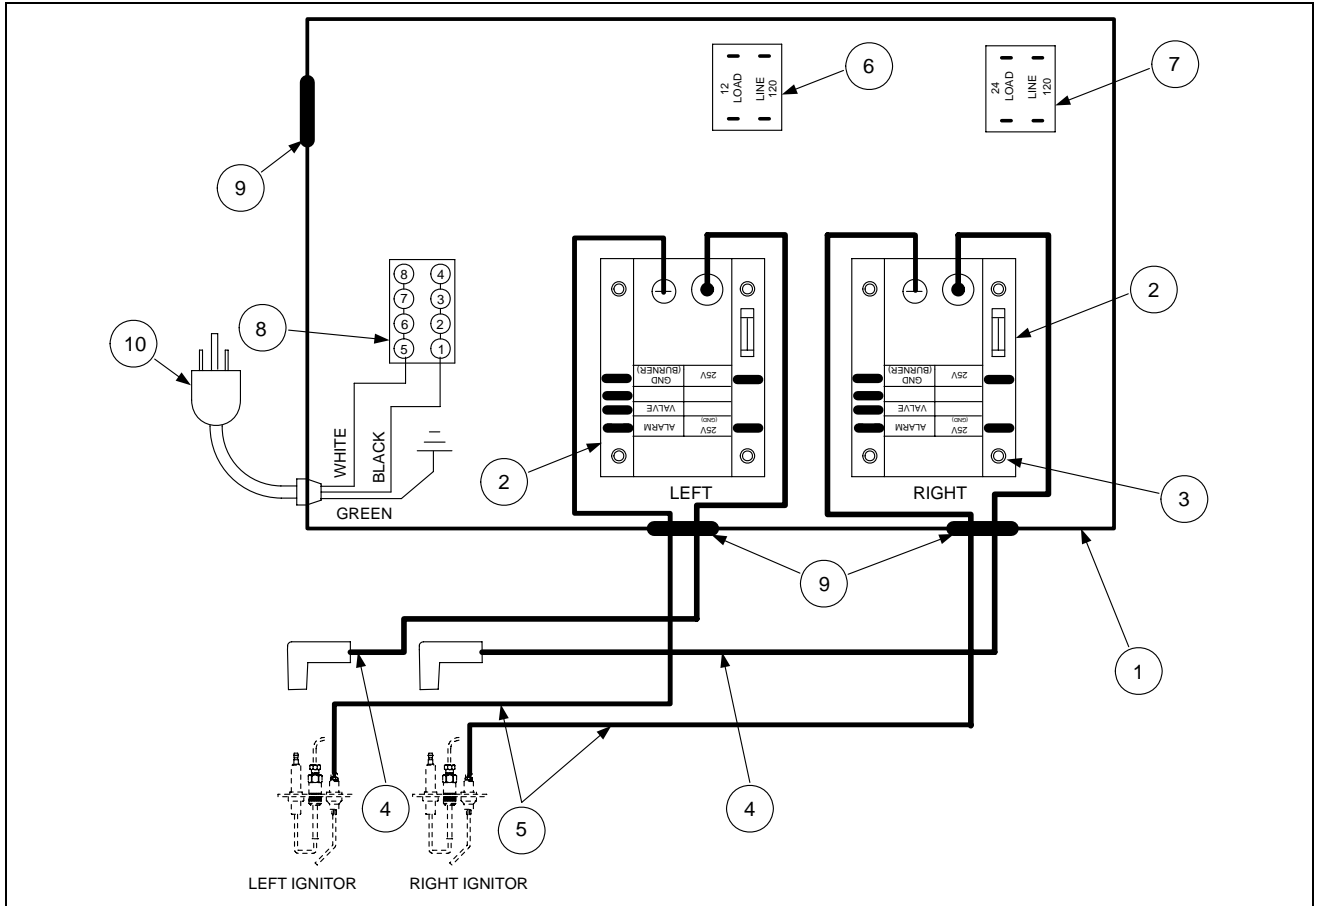 12
LOAD
LINE
120
6
24
LOAD
LINE
120
7
9
8 4
7 3
6 2
5 1
8
10
WHITE
BLACK
GREEN
GND
(BURNER)
25V
VALVE
ALARM
25V
(GND)
2
LEFT
GND
(BURNER)
25V
VALVE
ALARM
25V
(GND)
2
3
RIGHT
9
1
4
5
4
LEFT IGNITOR
RIGHT IGNITOR